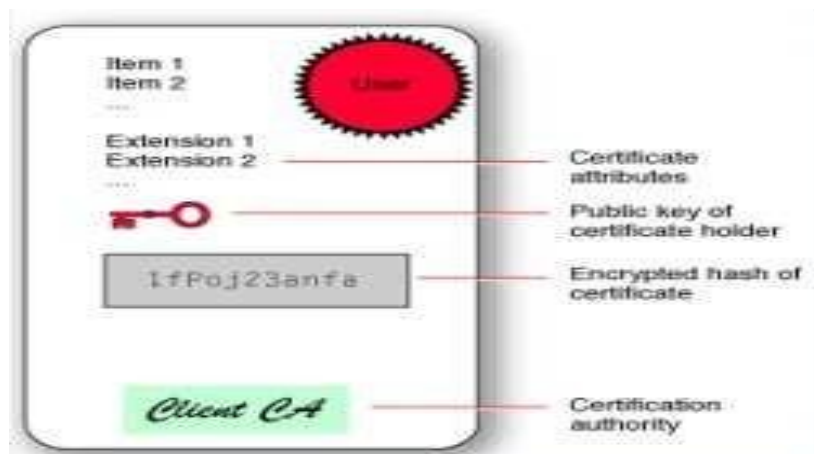 Item 1
Item 2
...
User
Extension 1
Extension 2
...
Certificate
attributes
Public key of
certificate holder
IfPoj23anfa
Encrypted hash of
certificate
Client CA
Certification
authority